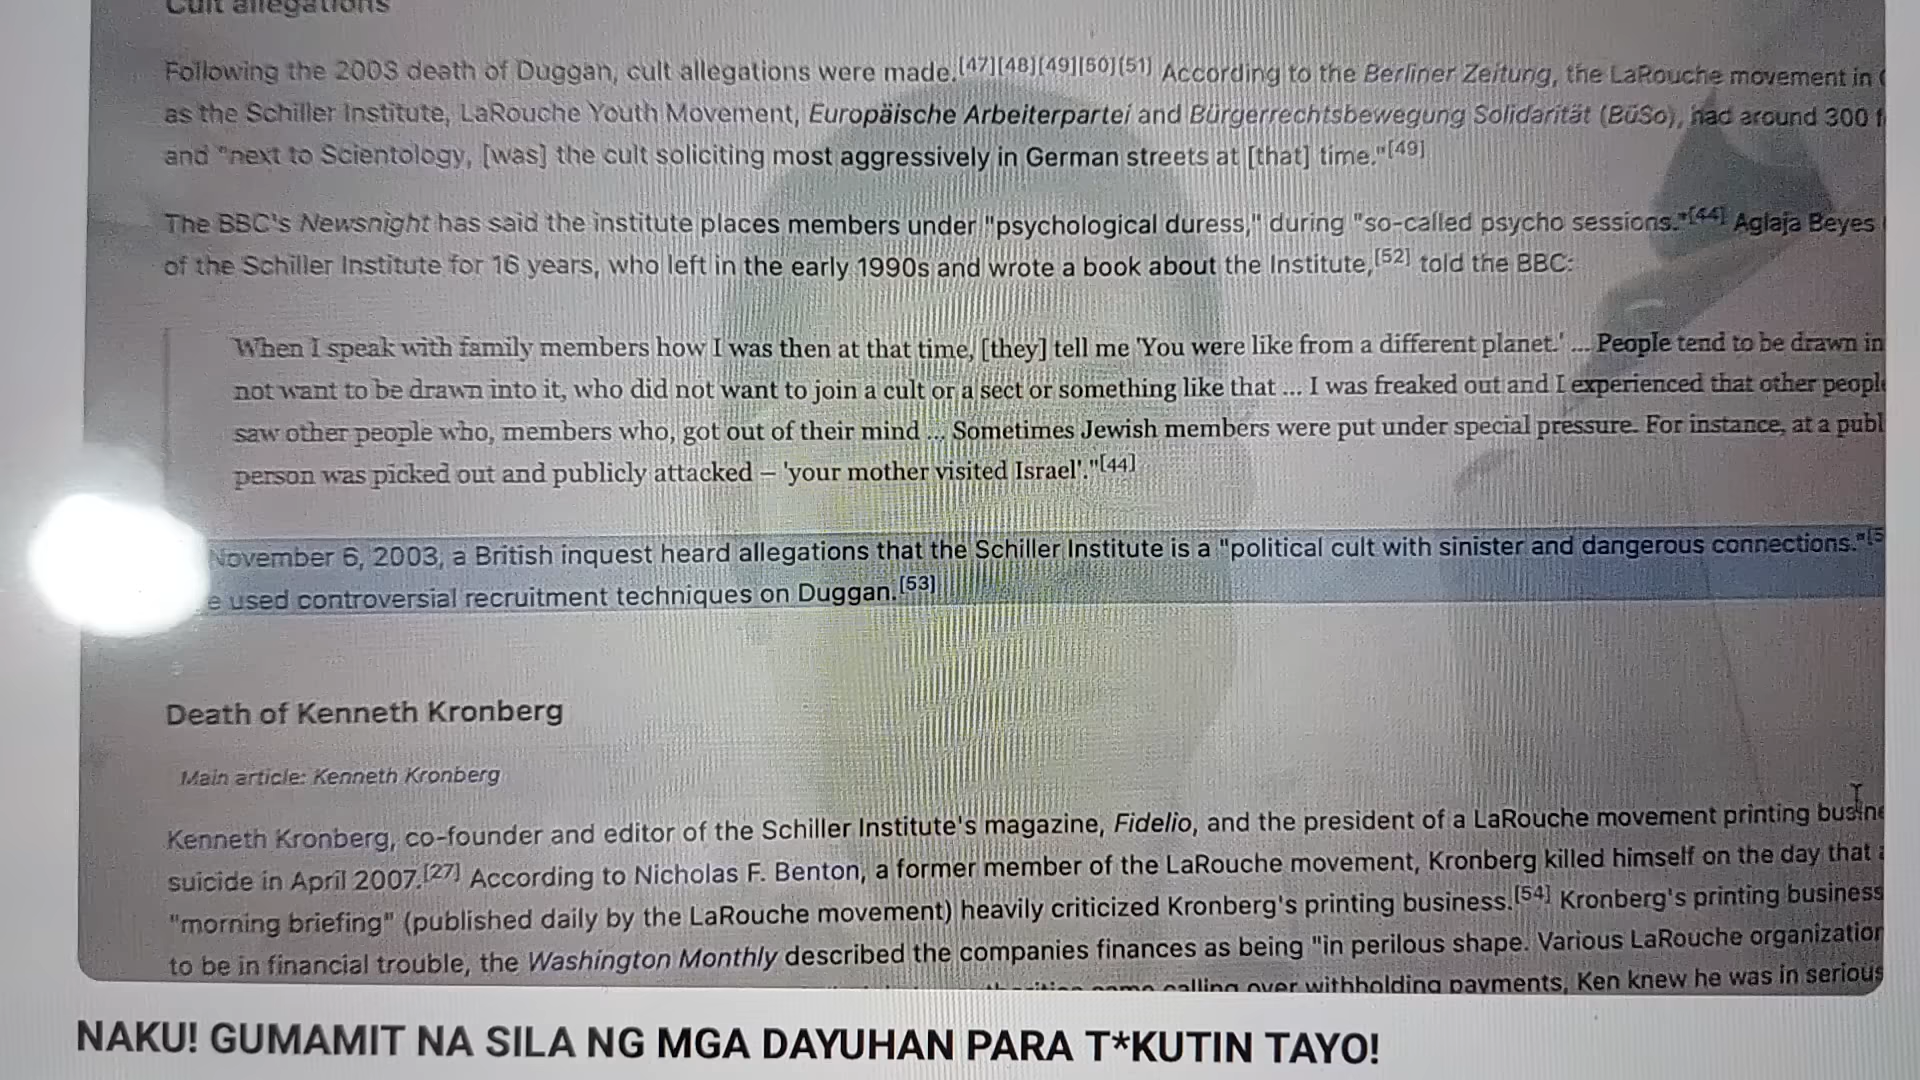 Cult allegations
Following the 2003 death of Duggan, cult allegations were made.[47][48][49][50][51] According to the Berliner Zeitung, the LaRouche movement in
as the Schiller Institute, LaRouche Youth Movement, Europäische Arbeiterpartei and Bürgerrechtsbewegung Solidarität (BüSo), had around 300
and "next to Scientology, [was] the cult soliciting most aggressively in German streets at [that] time."[49]
The BBC's Newsnight has said the institute places members under "psychological duress," during "so-called psycho sessions."[44] Aglaja Beyes
of the Schiller Institute for 16 years, who left in the early 1990s and wrote a book about the Institute,[52] told the BBC:
When I speak with family members how I was then at that time, [they] tell me 'You were like from a different planet.' ... People tend to be drawn in
not want to be drawn into it, who did not want to join a cult or a sect or something like that ... I was freaked out and I experienced that other people
saw other people who, members who, got out of their mind ... Sometimes Jewish members were put under special pressure. For instance, at a publ
person was picked out and publicly attacked – 'your mother visited Israel'."[44]
November 6, 2003, a British inquest heard allegations that the Schiller Institute is a "political cult with sinister and dangerous connections."[5
e used controversial recruitment techniques on Duggan.[53]
Death of Kenneth Kronberg
Main article: Kenneth Kronberg
Kenneth Kronberg, co-founder and editor of the Schiller Institute's magazine, Fidelio, and the president of a LaRouche movement printing busine
suicide in April 2007.[27] According to Nicholas F. Benton, a former member of the LaRouche movement, Kronberg killed himself on the day that
"morning briefing" (published daily by the LaRouche movement) heavily criticized Kronberg's printing business.[54] Kronberg's printing business
to be in financial trouble, the Washington Monthly described the companies finances as being "in perilous shape. Various LaRouche organization
calling over withholding payments, Ken knew he was in serious
NAKU! GUMAMIT NA SILA NG MGA DAYUHAN PARA T*KUTIN TAYO!